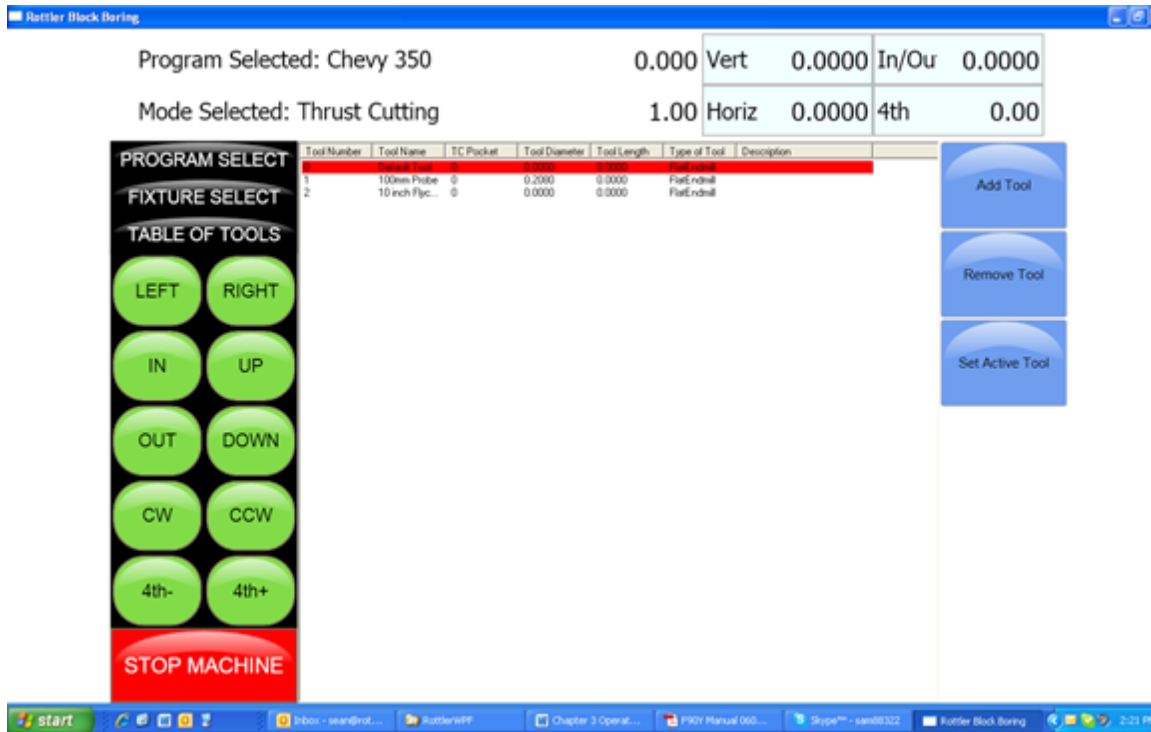 Rottler Block Boring
Program Selected: Chevy 350 0.000 Vert 0.0000 In/Ou 0.0000
Mode Selected: Thrust Cutting 1.00 Horiz 0.0000 4th 0.00
PROGRAM SELECT
FIXTURE SELECT
TABLE OF TOOLS
LEFT RIGHT
IN UP
OUT DOWN
CW CCW
4th- 4th+
STOP MACHINE
Tool Number Tool Name TC Pocket Tool Diameter Tool Length Type of Tool Description
0 Default Tool 0 0.0000 0.0000 FlatEndmill
1 100mm Probe 0 0.2080 0.0000 FlatEndmill
2 10 inch Flyc... 0 0.0000 0.0000 FlatEndmill
Add Tool
Remove Tool
Set Active Tool
start Inbox - sean@rot... RottlerWPF Chapter 3 Operat... F90Y Manual 060... Skype™ - sam88322 Rottler Block Boring 2:21 PM